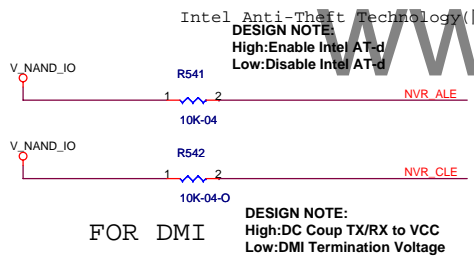 Intel Anti-Theft Technology(
DESIGN NOTE:
High:Enable Intel AT-d
Low:Disable Intel AT-d
V_NAND_IO
R541
1
2
NVR_ALE
10K-04
V_NAND_IO
R542
1
2
NVR_CLE
10K-04-O
FOR DMI
DESIGN NOTE:
High:DC Coup TX/RX to VCC
Low:DMI Termination Voltage